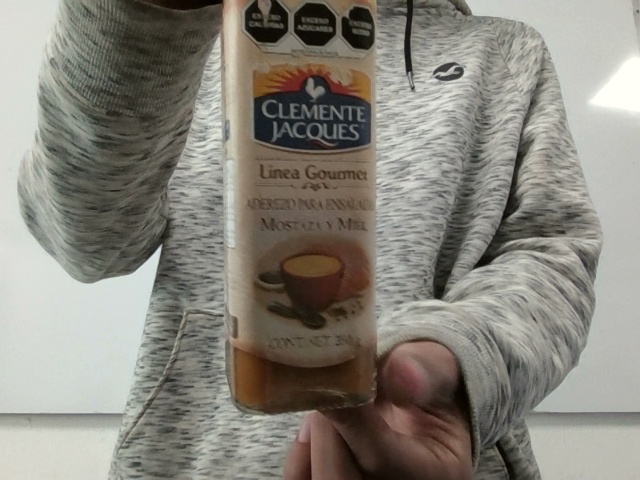 EXCESO EXCESO EXCESO
CALORÍAS AZÚCARES SODIO
CLEMENTE
JACQUES
Línea Gourmet
ADEREZO PARA ENSALADA
MOSTAZA Y MIEL
CONT. NET.